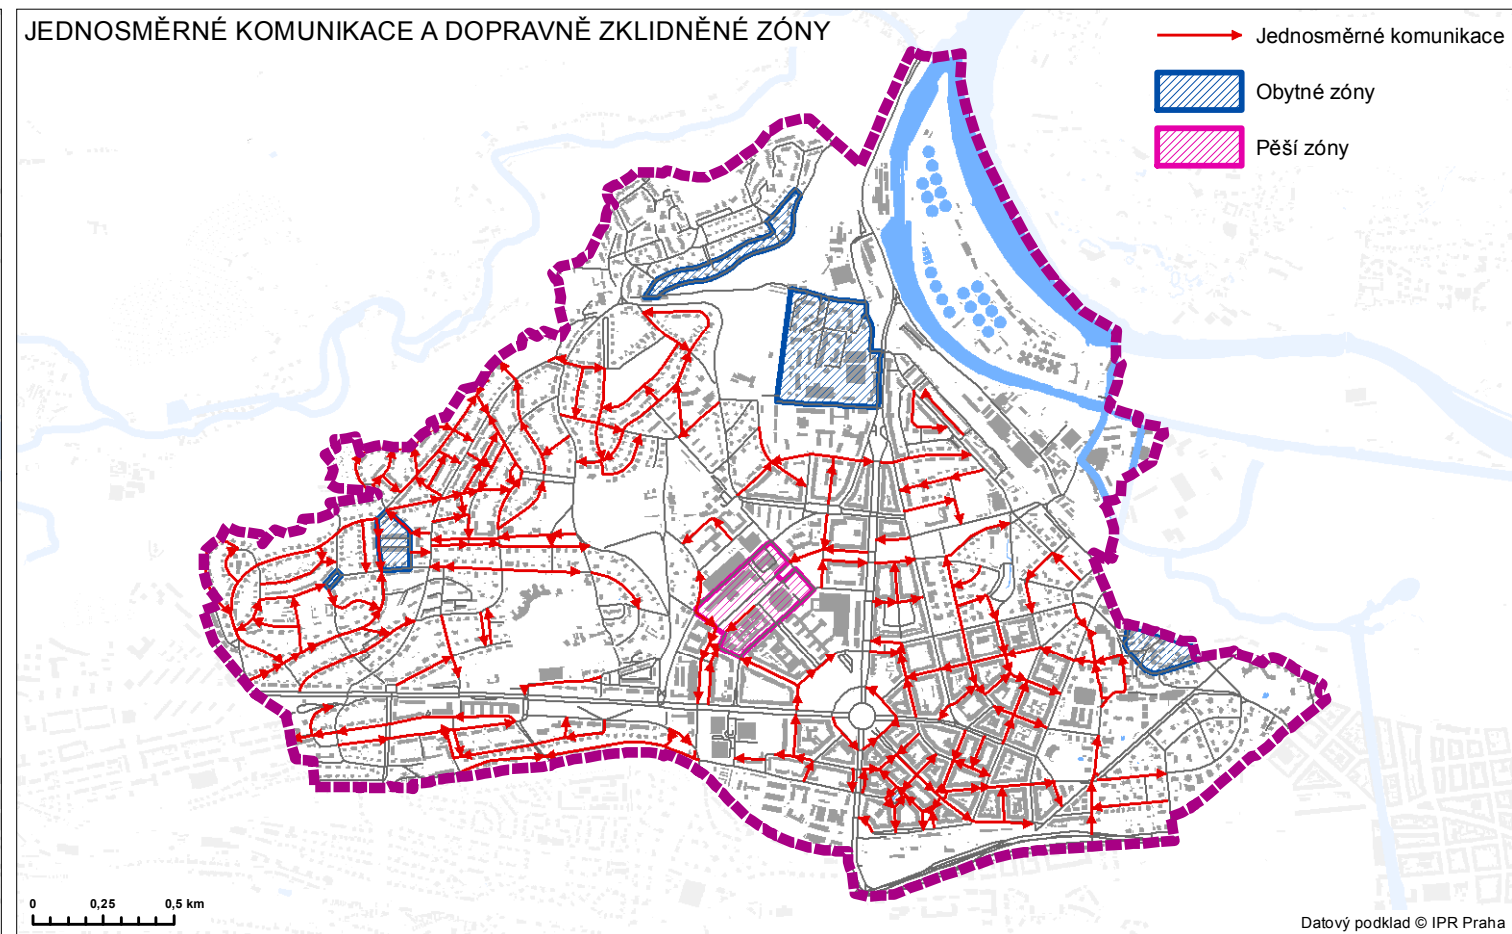 JEDNOSMĚRNÉ KOMUNIKACE A DOPRAVNĚ ZKLIDNĚNÉ ZÓNY
Jednosměrné komunikace
Obytné zóny
Pěší zóny
0 0,25 0,5 km
Datový podklad © IPR Praha